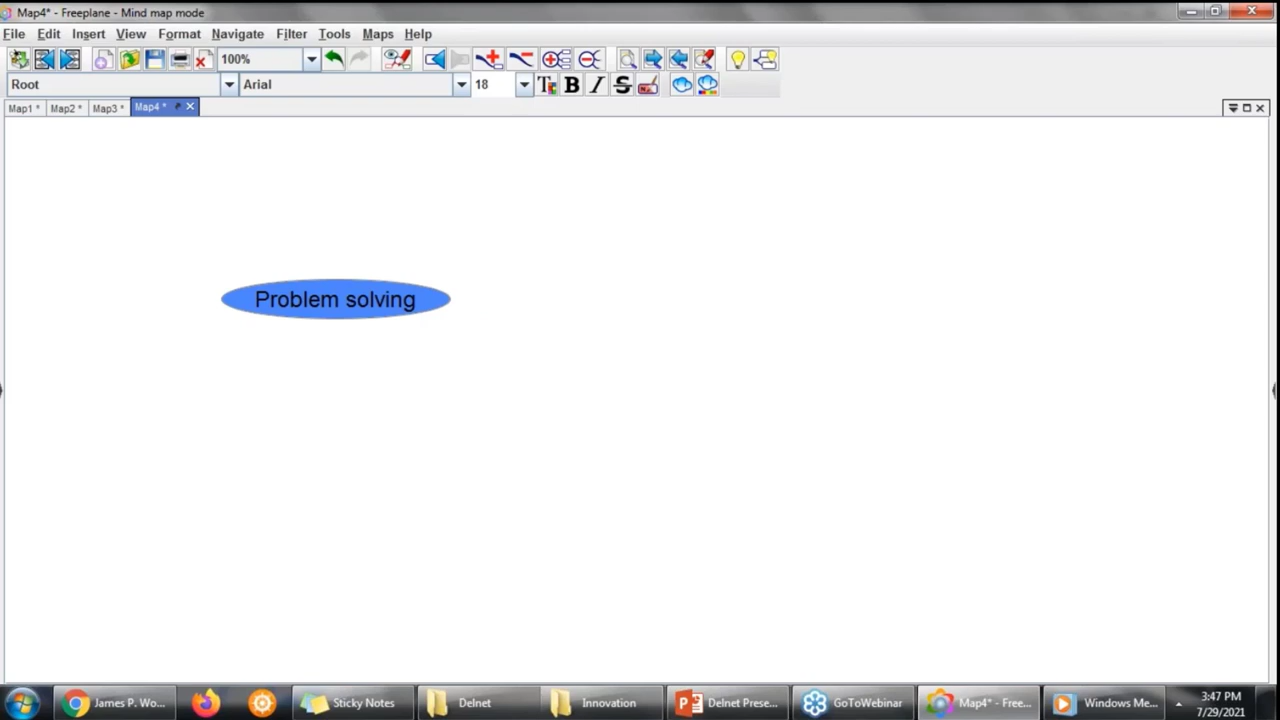 Map4* - Freeplane - Mind map mode
File Edit Insert View Format Navigate Filter Tools Maps Help
100%
Root Arial 18
Map1 * Map2 * Map3 * Map4 *
Problem solving
James P. Wo... Sticky Notes Delnet Innovation Delnet Prese... GoToWebinar Map4* - Free... Windows Me... 3:47 PM
7/29/2021